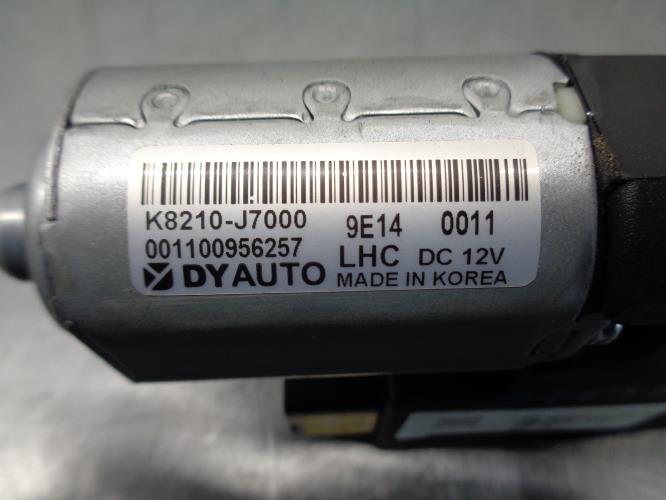 K8210-J7000 9E14 0011
001100956257 LHC DC 12V
DYAUTO MADE IN KOREA